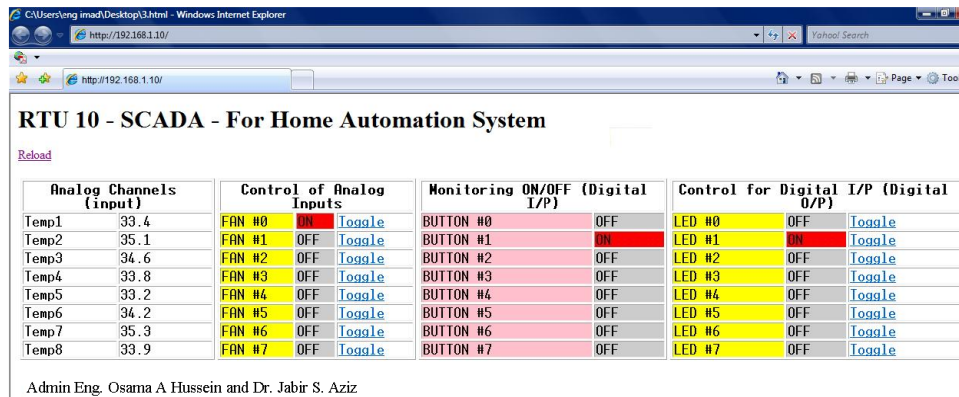 C:\Users\eng imad\Desktop\3.html - Windows Internet Explorer
http://192.168.1.10/ Yahoo! Search
http://192.168.1.10/ Page
RTU 10 - SCADA - For Home Automation System
Reload
Analog Channels (input) Control of Analog Inputs Monitoring ON/OFF (Digital I/P) Control for Digital I/P (Digital O/P)
Temp1 33.4 FAN #0 ON Toggle BUTTON #0 OFF LED #0 OFF Toggle
Temp2 35.1 FAN #1 OFF Toggle BUTTON #1 ON LED #1 ON Toggle
Temp3 34.6 FAN #2 OFF Toggle BUTTON #2 OFF LED #2 OFF Toggle
Temp4 33.8 FAN #3 OFF Toggle BUTTON #3 OFF LED #3 OFF Toggle
Temp5 33.2 FAN #4 OFF Toggle BUTTON #4 OFF LED #4 OFF Toggle
Temp6 34.2 FAN #5 OFF Toggle BUTTON #5 OFF LED #5 OFF Toggle
Temp7 35.3 FAN #6 OFF Toggle BUTTON #6 OFF LED #6 OFF Toggle
Temp8 33.9 FAN #7 OFF Toggle BUTTON #7 OFF LED #7 OFF Toggle
Admin Eng. Osama A Hussein and Dr. Jabir S. Aziz